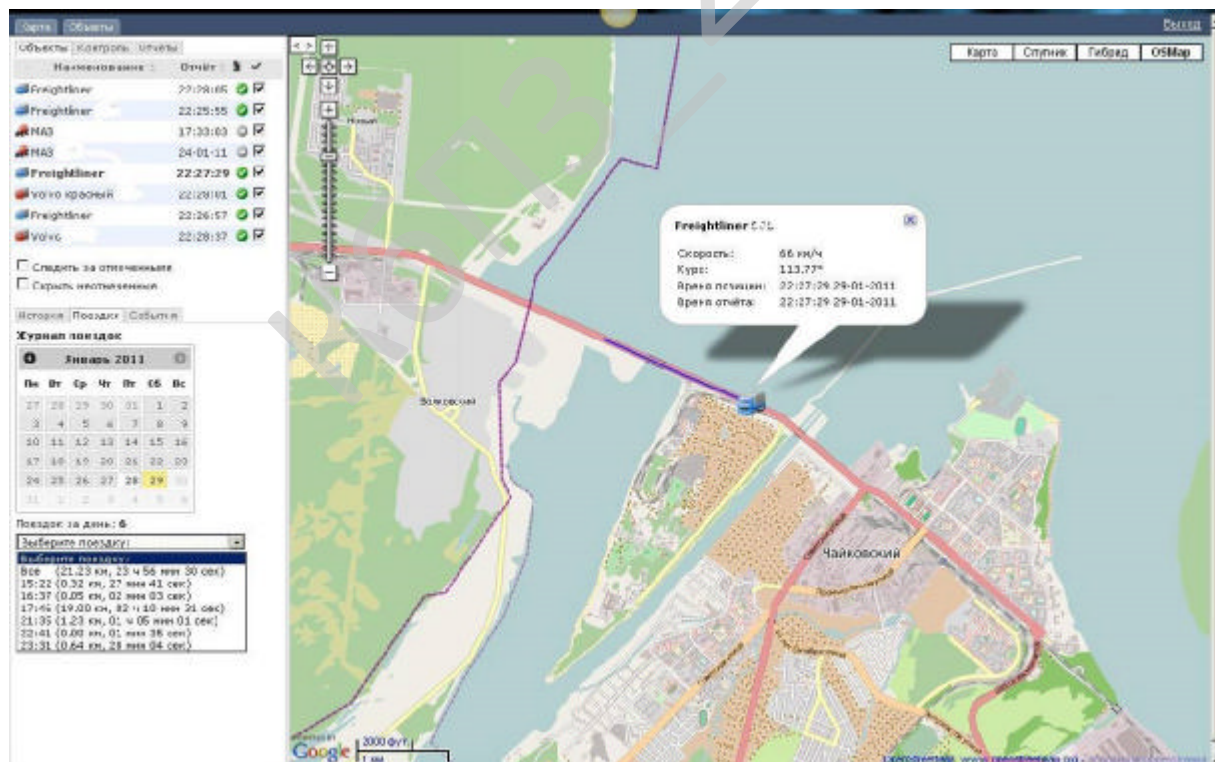 Карта Объекты Выход
Объекты Контроль Отчёты
Наименование Отчёт
Freightliner 22:28:05
Freightliner 22:25:55
МАЗ 17:33:03
МАЗ 24-01-11
Freightliner 22:27:29
Volvo красный 22:28:01
Freightliner 22:26:57
Volvo 22:28:37
Следить за отмеченными
Скрыть неотмеченные
История Поездки События
Журнал поездок
Январь 2011
Пн Вт Ср Чт Пт Сб Вс
27 28 29 30 31 1 2
3 4 5 6 7 8 9
10 11 12 13 14 15 16
17 18 19 20 21 22 23
24 25 26 27 28 29 30
31 1 2 3 4 5 6
Поездок за день: 6
Выберите поездку:
Выберите поездку:
Все (21.23 км, 23 ч 56 мин 30 сек)
15:22 (0.32 км, 27 мин 41 сек)
16:37 (0.05 км, 02 мин 03 сек)
17:45 (19.00 км, 02 ч 10 мин 31 сек)
21:35 (1.23 км, 01 ч 05 мин 01 сек)
22:41 (0.00 км, 01 мин 35 сек)
23:31 (0.64 км, 28 мин 04 сек)
Карта Спутник Гибрид OSMap
Новый
Freightliner
Скорость: 66 км/ч
Курс: 113.77°
Время позиции: 22:27:29 29-01-2011
Время отчёта: 22:27:29 29-01-2011
Волковский
Чайковский
Google
2000 фут.
1 км